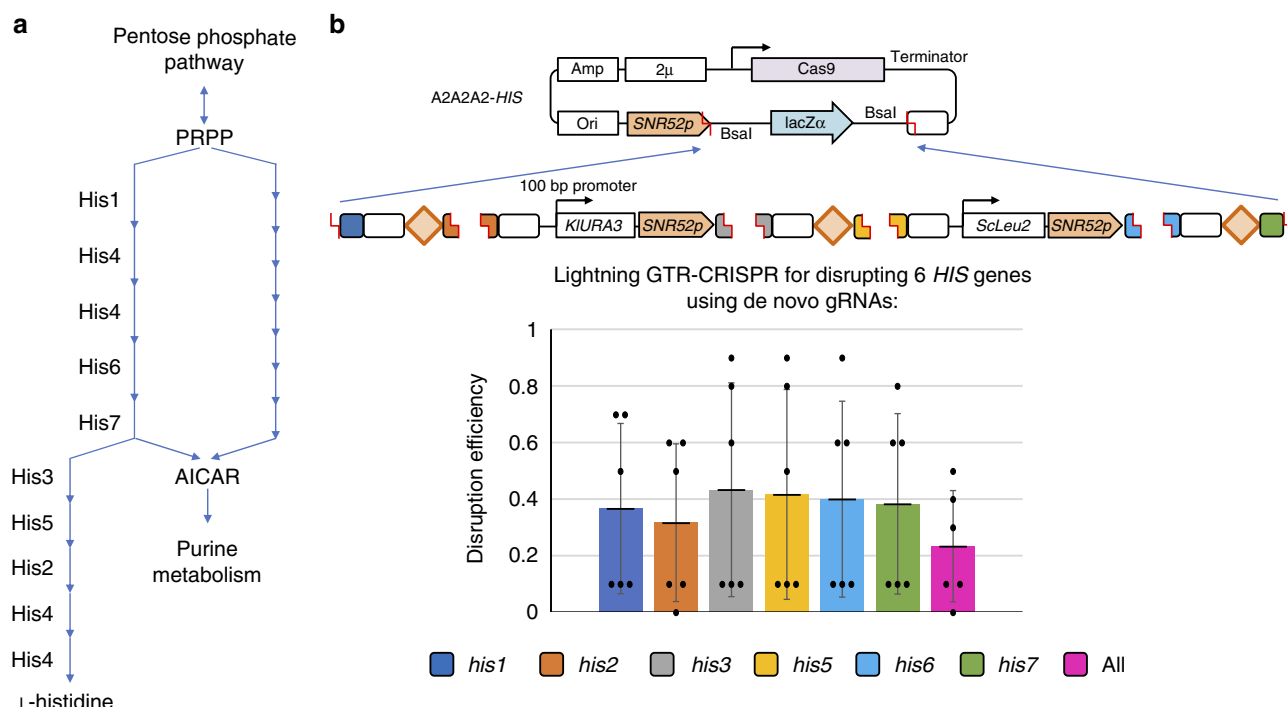 a
Pentose phosphate
pathway
PRPP
His1
His4
His4
His6
His7
His3
His5
His2
His4
His4
AICAR
Purine
metabolism
L-histidine
b
A2A2A2-HIS
Amp
2μ
Cas9
Terminator
Ori
SNR52p
BsaI
lacZα
BsaI
100 bp promoter
KlURA3
SNR52p
ScLeu2
SNR52p
Lightning GTR-CRISPR for disrupting 6 HIS genes
using de novo gRNAs:
Disruption efficiency
1
0.8
0.6
0.4
0.2
0
his1
his2
his3
his5
his6
his7
All